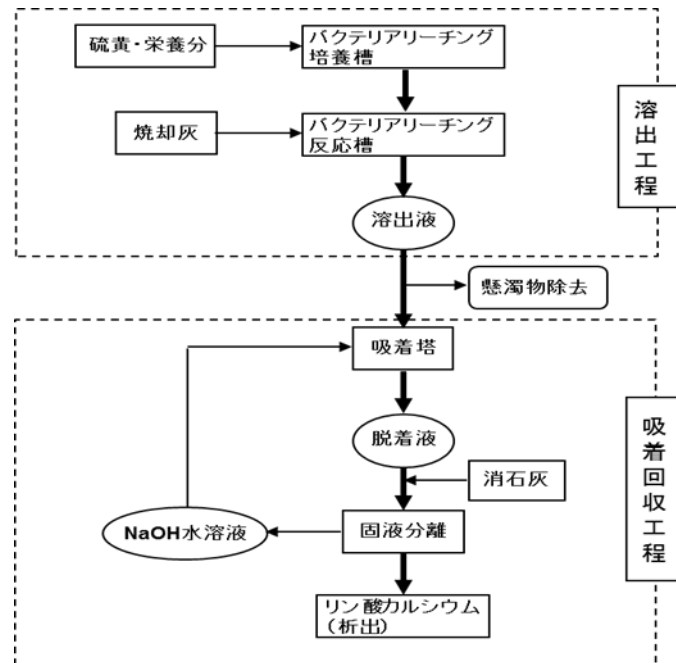 硫黄・栄養分
バクテリアリーチング
培養槽
焼却灰
バクテリアリーチング
反応槽
溶出液
溶出工程
懸濁物除去
吸着塔
脱着液
消石灰
NaOH水溶液
固液分離
リン酸カルシウム
（析出）
吸着回収工程